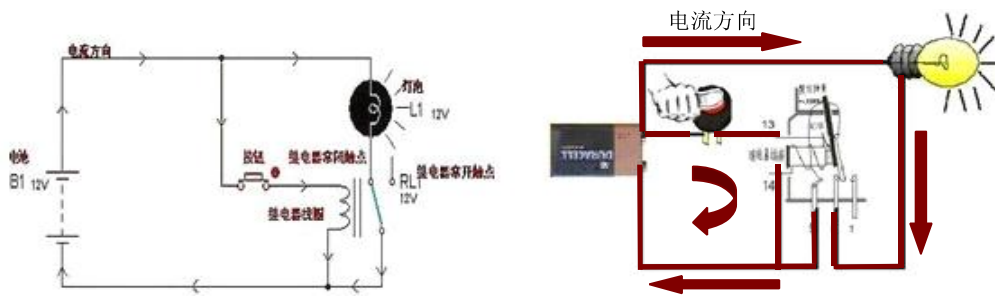 电流方向
灯泡
L1 12V
电池
B1 12V
按钮
继电器常闭触点
继电器常开触点
RL1
12V
继电器线圈
电流方向
DURACELL
13
14
1